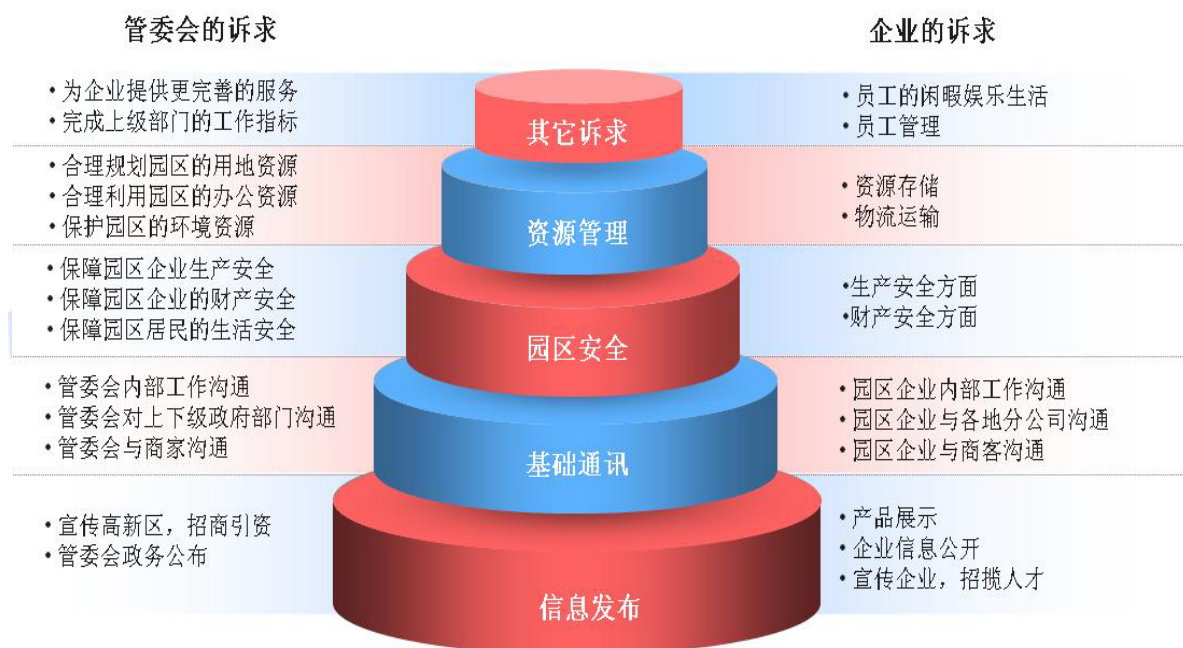 管委会的诉求
企业的诉求
• 为企业提供更完善的服务
• 完成上级部门的工作指标
其它诉求
• 员工的闲暇娱乐生活
• 员工管理
• 合理规划园区的用地资源
• 合理利用园区的办公资源
• 保护园区的环境资源
资源管理
• 资源存储
• 物流运输
• 保障园区企业生产安全
• 保障园区企业的财产安全
• 保障园区居民的生活安全
园区安全
•生产安全方面
•财产安全方面
• 管委会内部工作沟通
• 管委会对上下级政府部门沟通
• 管委会与商家沟通
基础通讯
• 园区企业内部工作沟通
• 园区企业与各地分公司沟通
• 园区企业与商客沟通
• 宣传高新区，招商引资
• 管委会政务公布
信息发布
• 产品展示
• 企业信息公开
• 宣传企业，招揽人才